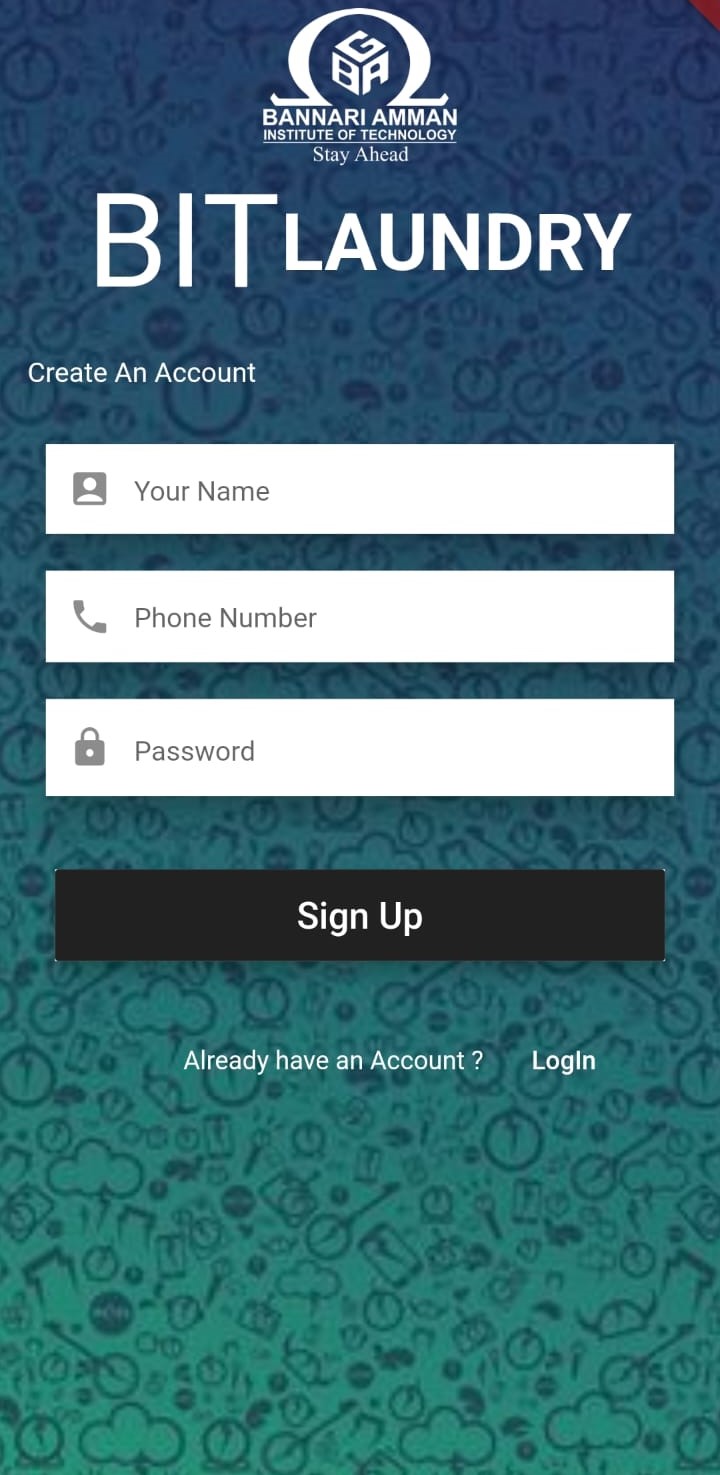 GBA
BANNARI AMMAN
INSTITUTE OF TECHNOLOGY
Stay Ahead
BIT LAUNDRY
Create An Account
Your Name
Phone Number
Password
Sign Up
Already have an Account ? LogIn